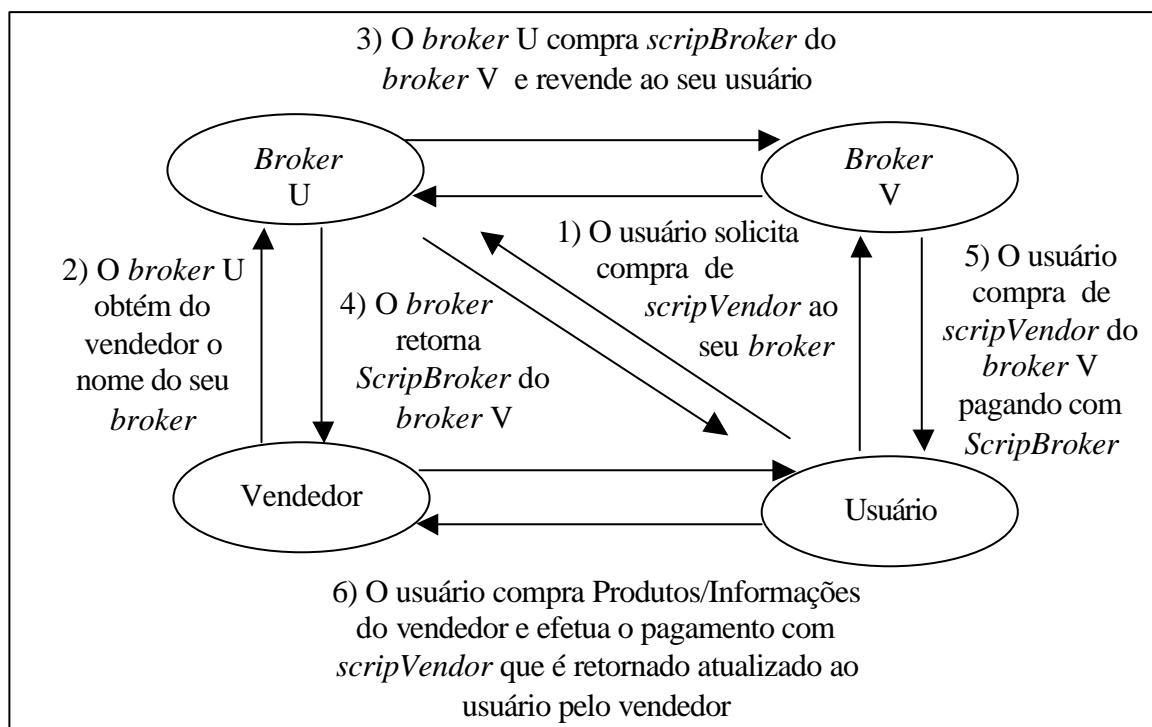 3) O broker U compra scripBroker do
broker V e revende ao seu usuário
Broker
U
Broker
V
1) O usuário solicita
compra de
scripVendor ao
seu broker
2) O broker U
obtém do
vendedor o
nome do seu
broker
4) O broker
retorna
ScripBroker do
broker V
5) O usuário
compra de
scripVendor do
broker V
pagando com
ScripBroker
Vendedor
Usuário
6) O usuário compra Produtos/Informações
do vendedor e efetua o pagamento com
scripVendor que é retornado atualizado ao
usuário pelo vendedor